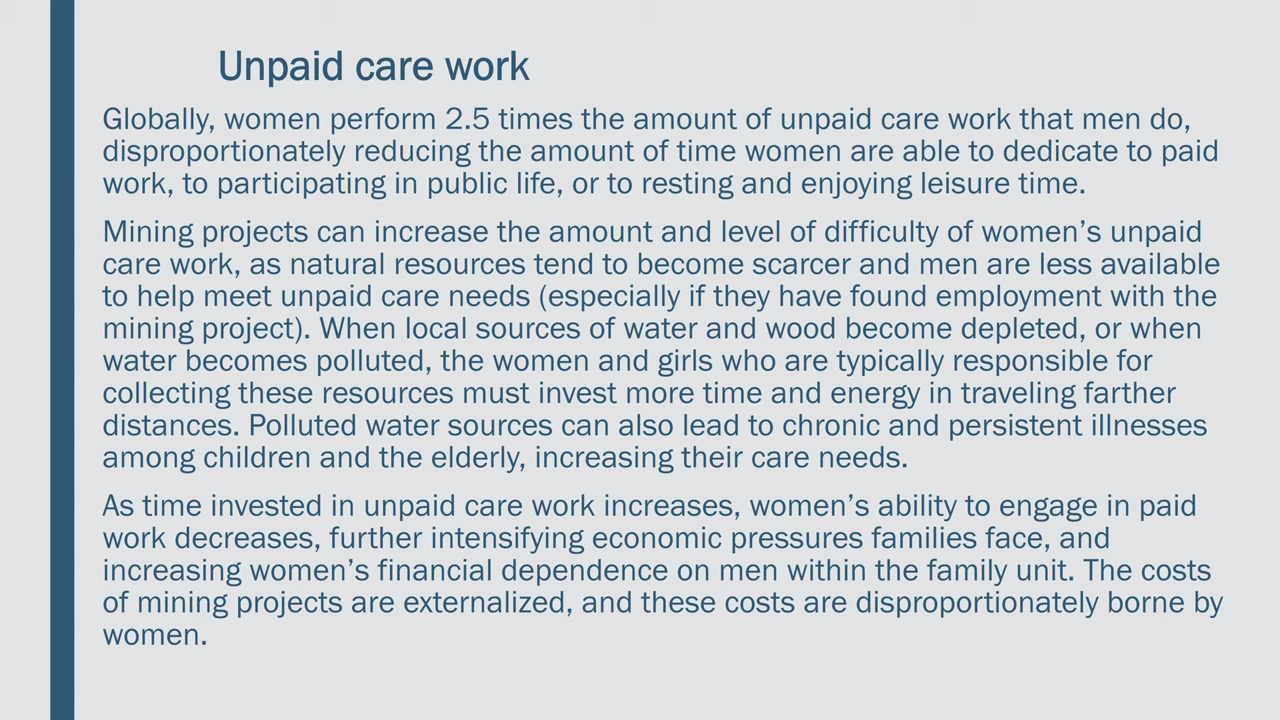 Unpaid care work
Globally, women perform 2.5 times the amount of unpaid care work that men do,
disproportionately reducing the amount of time women are able to dedicate to paid
work, to participating in public life, or to resting and enjoying leisure time.
Mining projects can increase the amount and level of difficulty of women’s unpaid
care work, as natural resources tend to become scarcer and men are less available
to help meet unpaid care needs (especially if they have found employment with the
mining project). When local sources of water and wood become depleted, or when
water becomes polluted, the women and girls who are typically responsible for
collecting these resources must invest more time and energy in traveling farther
distances. Polluted water sources can also lead to chronic and persistent illnesses
among children and the elderly, increasing their care needs.
As time invested in unpaid care work increases, women’s ability to engage in paid
work decreases, further intensifying economic pressures families face, and
increasing women’s financial dependence on men within the family unit. The costs
of mining projects are externalized, and these costs are disproportionately borne by
women.